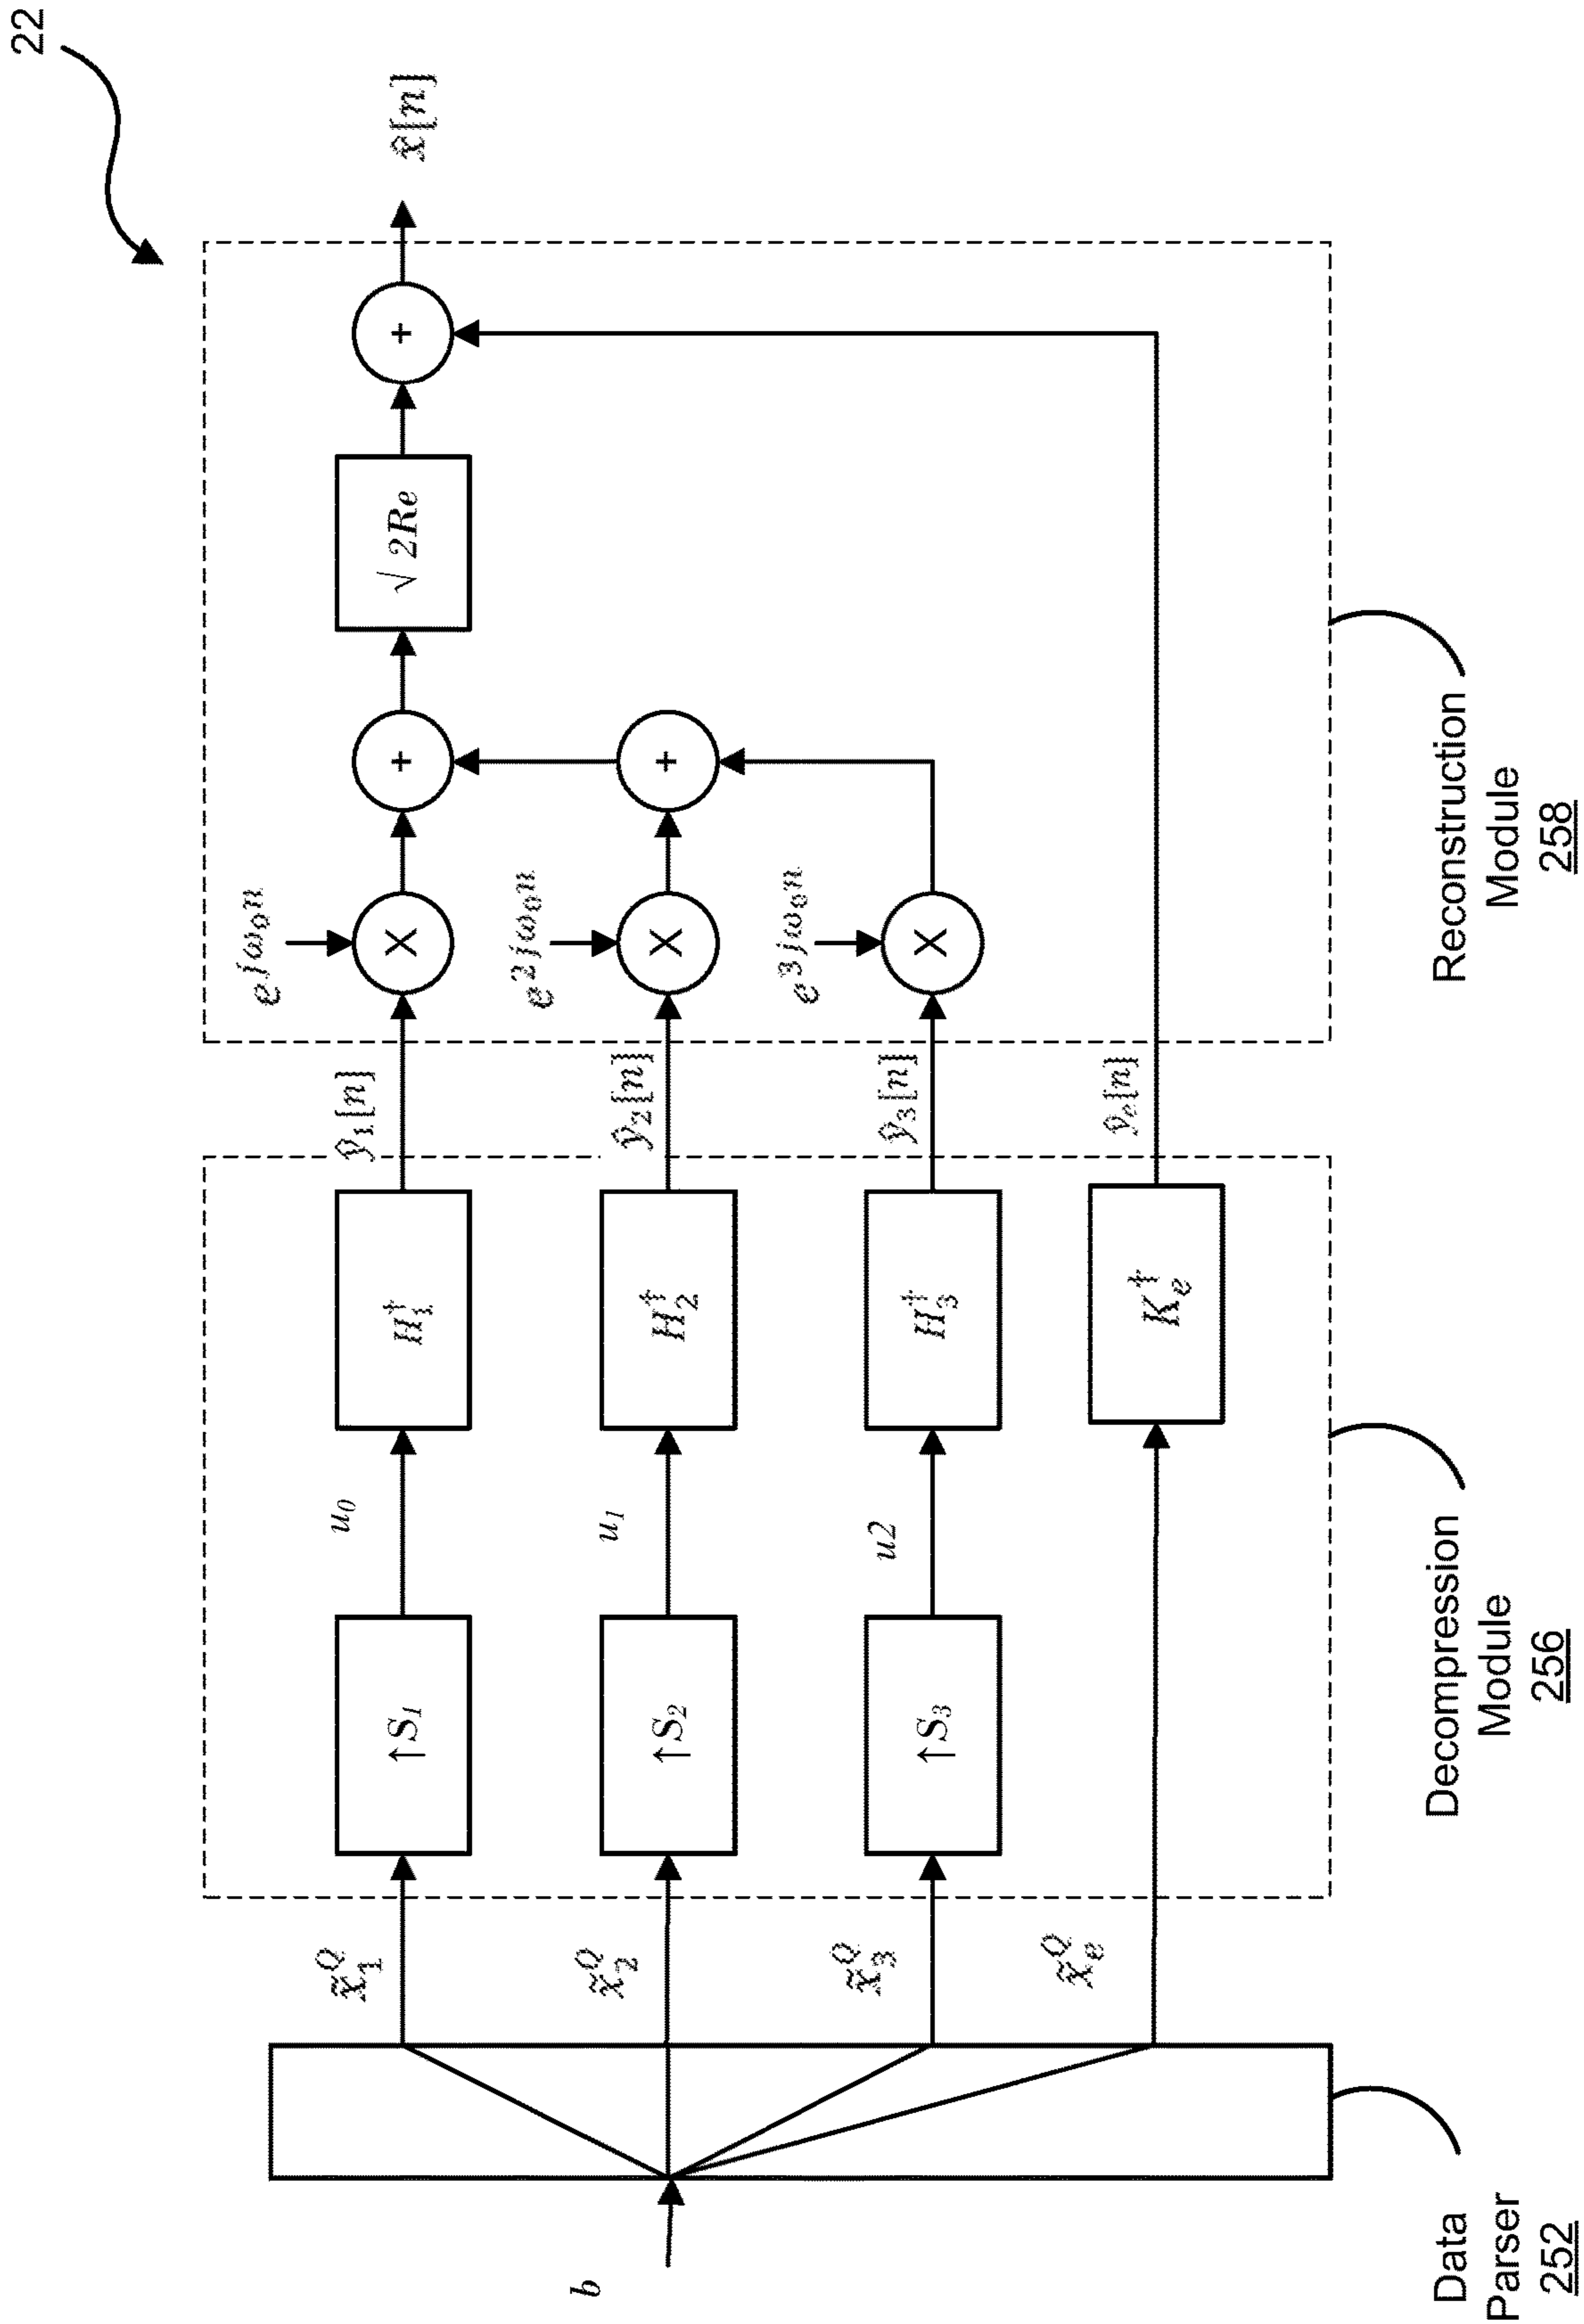 22
b
x̃₁^Q
x̃₂^Q
x̃₃^Q
x̃ₑ^Q
↑S₁
↑S₂
↑S₃
u₀
u₁
u2
H₁†
H₂†
H₃†
Kₑ†
ŷ₁[n]
ŷ₂[n]
ŷ₃[n]
ŷₑ[n]
e^{jω₀n}
e^{2jω₀n}
e^{3jω₀n}
X
X
X
+
+
√2Re
+
x̂[n]
Data
Parser
252
Decompression
Module
256
Reconstruction
Module
258